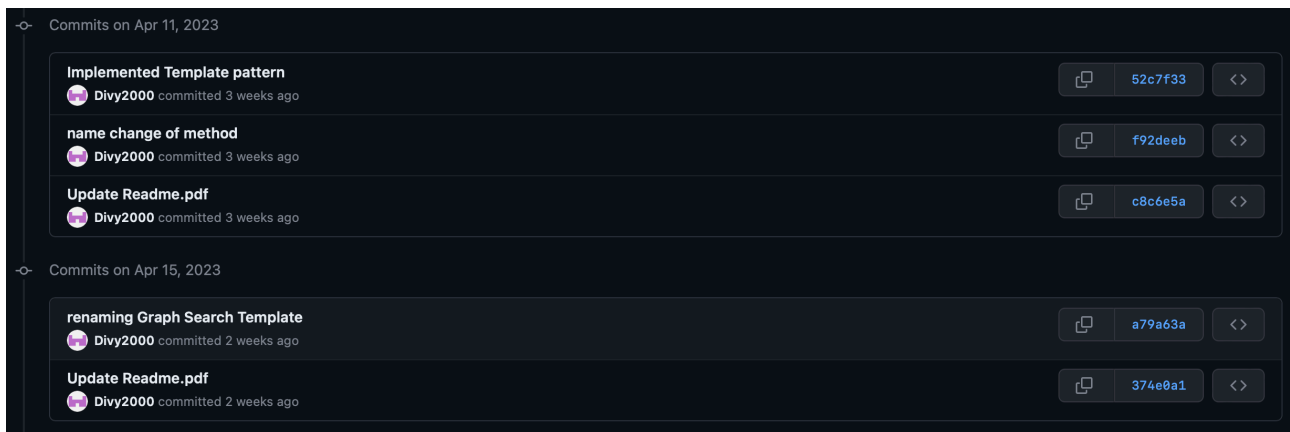 Commits on Apr 11, 2023
Implemented Template pattern
52c7f33
Divy2000 committed 3 weeks ago
name change of method
f92deeb
Divy2000 committed 3 weeks ago
Update Readme.pdf
c8c6e5a
Divy2000 committed 3 weeks ago
Commits on Apr 15, 2023
renaming Graph Search Template
a79a63a
Divy2000 committed 2 weeks ago
Update Readme.pdf
374e0a1
Divy2000 committed 2 weeks ago